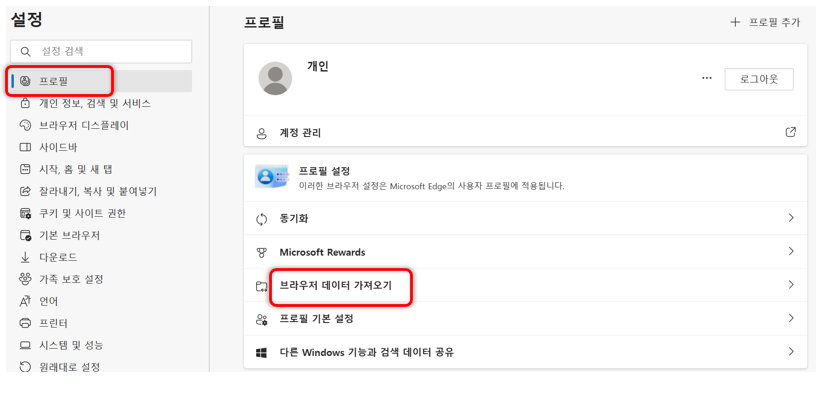 설정
설정 검색
프로필
개인 정보, 검색 및 서비스
브라우저 디스플레이
사이드바
시작, 홈 및 새 탭
잘라내기, 복사 및 붙여넣기
쿠키 및 사이트 권한
기본 브라우저
다운로드
가족 보호 설정
언어
프린터
시스템 및 성능
원래대로 설정
프로필
프로필 추가
개인
로그아웃
계정 관리
프로필 설정
이러한 브라우저 설정은 Microsoft Edge의 사용자 프로필에 적용됩니다.
동기화
Microsoft Rewards
브라우저 데이터 가져오기
프로필 기본 설정
다른 Windows 기능과 검색 데이터 공유